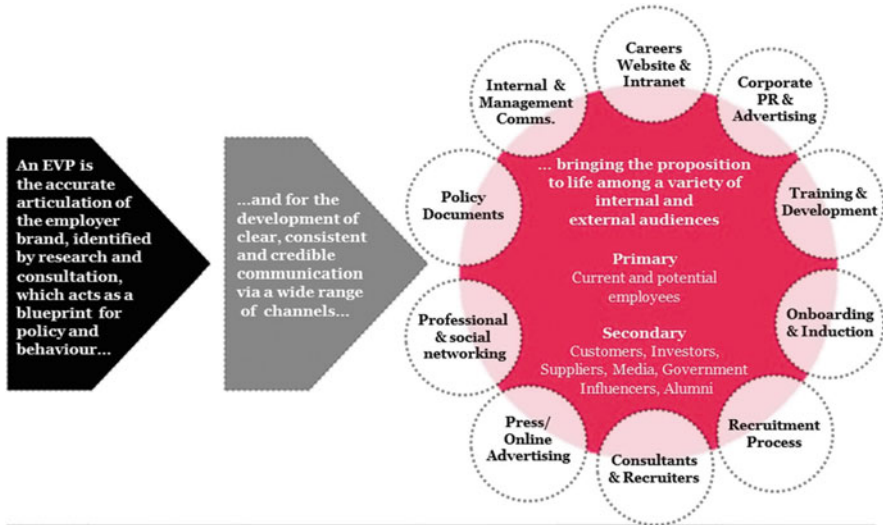 An EVP is
the accurate
articulation of
the employer
brand, identified
by research and
consultation,
which acts as a
blueprint for
policy and
behaviour...
...and for the
development of
clear, consistent
and credible
communication
via a wide range
of channels...
... bringing the proposition
to life among a variety of
internal and
external audiences
Primary
Current and potential
employees
Secondary
Customers, Investors,
Suppliers, Media, Government
Influencers, Alumni
Careers
Website &
Intranet
Corporate
PR &
Advertising
Training &
Development
Onboarding
& Induction
Recruitment
Process
Consultants
& Recruiters
Press/
Online
Advertising
Professional
& social
networking
Policy
Documents
Internal &
Management
Comms.